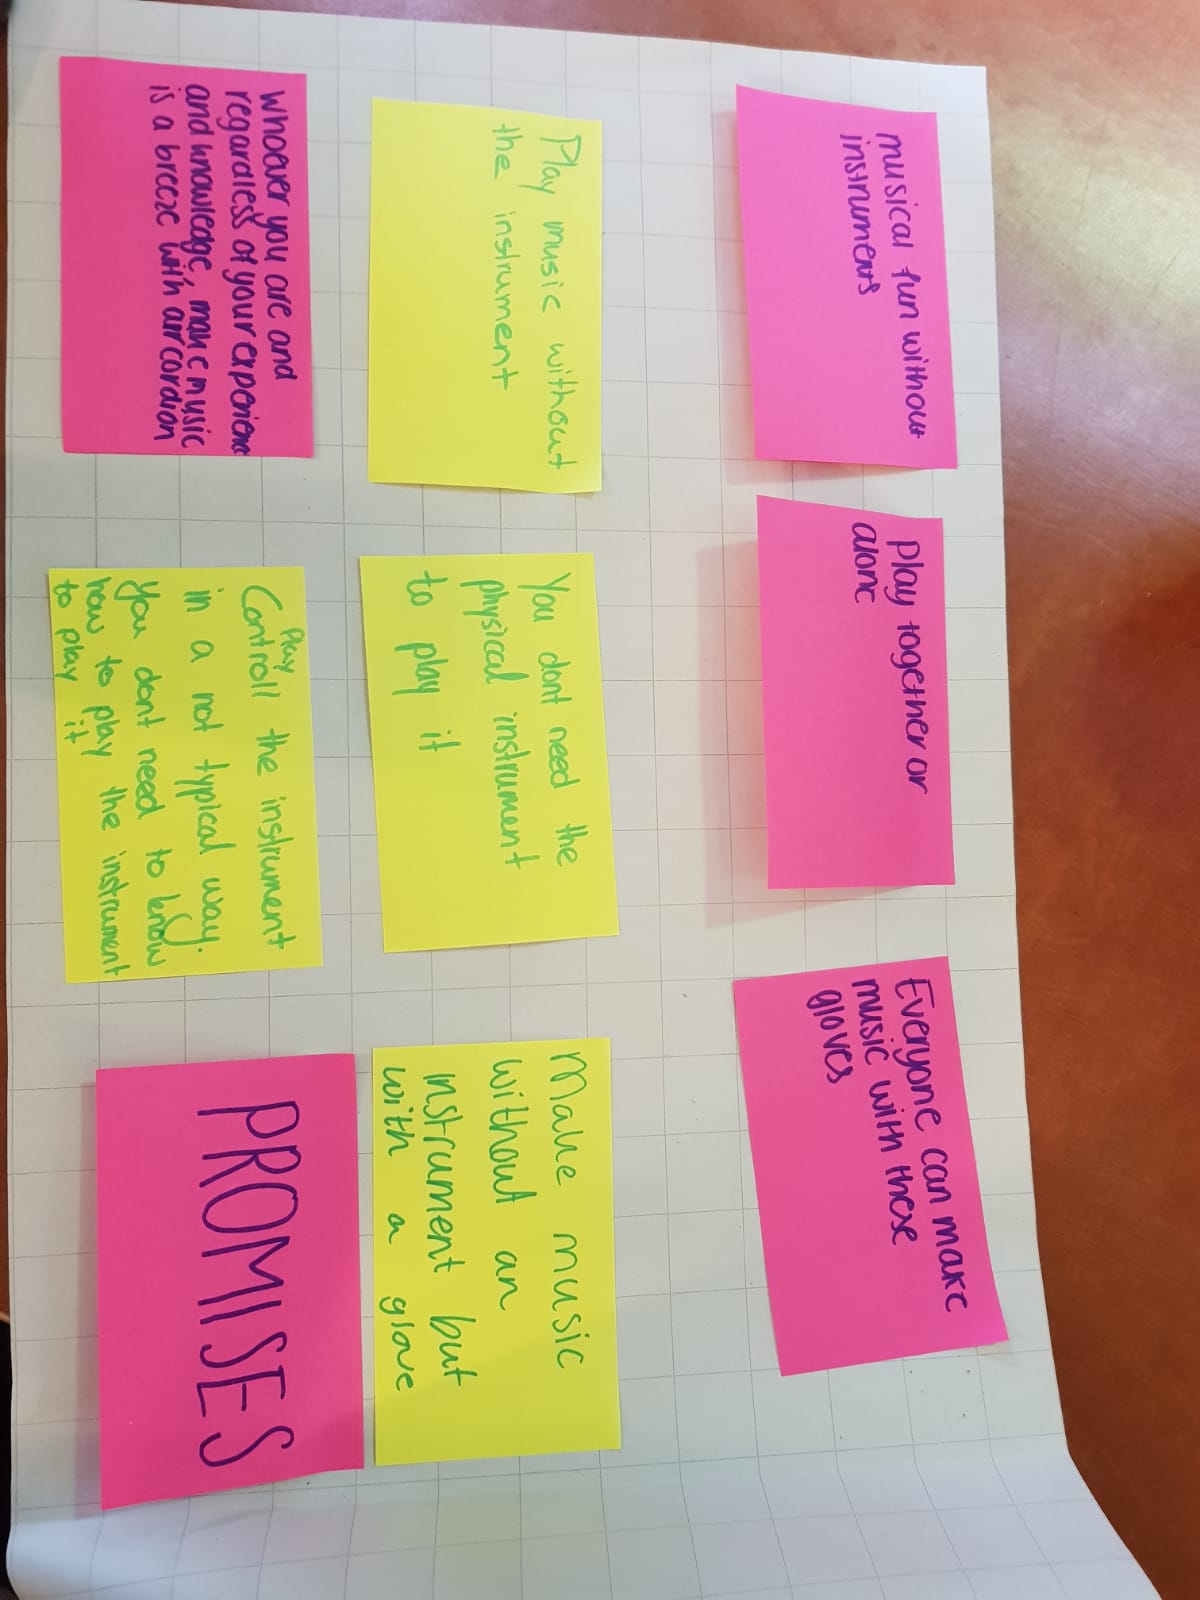 musical fun without
instruments
Play together or
alone
Everyone can make
music with these
gloves
Play music without
the instrument
You dont need the
physical instrument
to play it
Make music
without an
instrument but
with a glove
whoever you are and
regardless of your experience
and knowledge, make music
is a breeze with aircordion
Play
Controll the instrument
in a not typical way.
You dont need to know
how to play the instrument
to play it
PROMISES